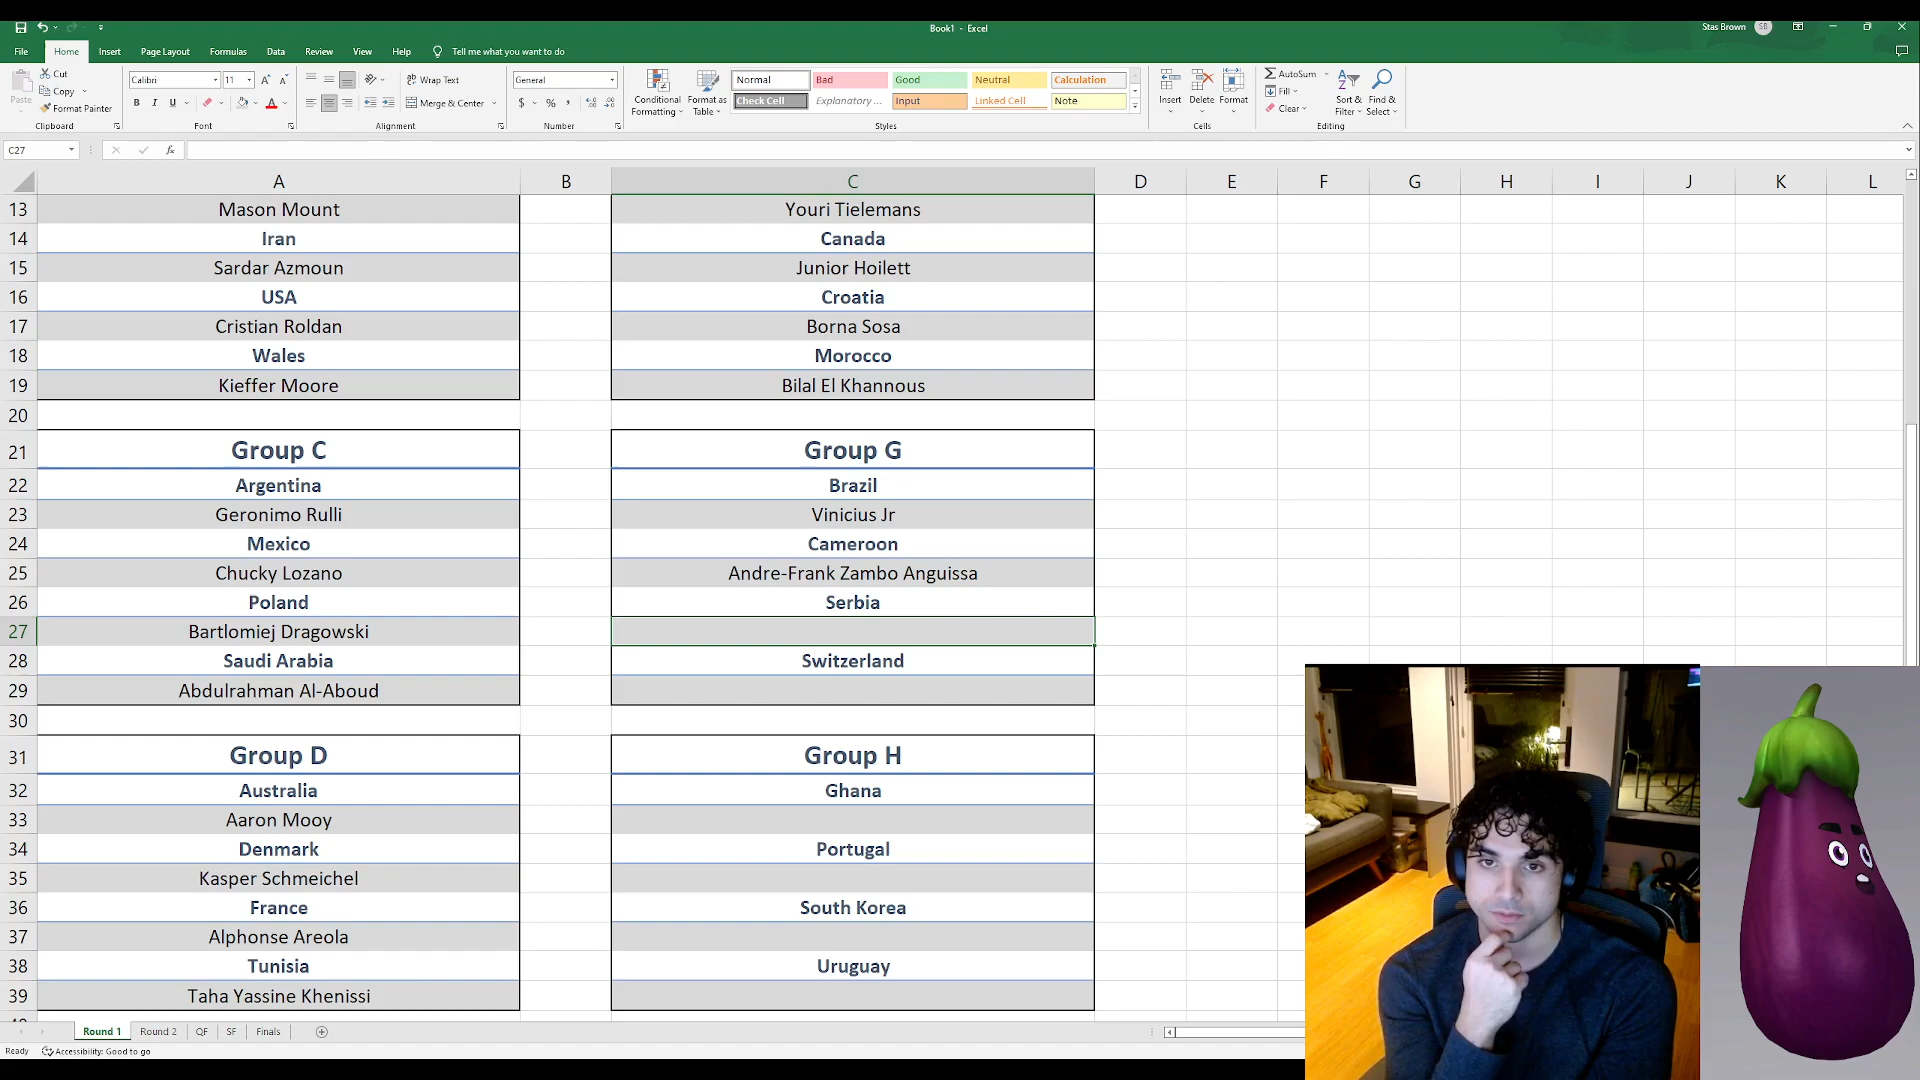 Book1 - Excel
Stas Brown SB
File Home Insert Page Layout Formulas Data Review View Help Tell me what you want to do
Paste Cut Copy Format Painter
Calibri 11
B I U
Wrap Text
Merge & Center
General
$ %
Conditional Formatting
Format as Table
Normal Bad Good Neutral Calculation
Check Cell Explanatory ... Input Linked Cell Note
Insert Delete Format
AutoSum Fill Clear
Sort & Filter
Find & Select
Clipboard Font Alignment Number Styles Cells Editing
C27 fx
A B C D E F G H I J K L
13 Mason Mount Youri Tielemans
14 Iran Canada
15 Sardar Azmoun Junior Hoilett
16 USA Croatia
17 Cristian Roldan Borna Sosa
18 Wales Morocco
19 Kieffer Moore Bilal El Khannous
20
21 Group C Group G
22 Argentina Brazil
23 Geronimo Rulli Vinicius Jr
24 Mexico Cameroon
25 Chucky Lozano Andre-Frank Zambo Anguissa
26 Poland Serbia
27 Bartlomiej Dragowski
28 Saudi Arabia Switzerland
29 Abdulrahman Al-Aboud
30
31 Group D Group H
32 Australia Ghana
33 Aaron Mooy
34 Denmark Portugal
35 Kasper Schmeichel
36 France South Korea
37 Alphonse Areola
38 Tunisia Uruguay
39 Taha Yassine Khenissi
Round 1 Round 2 QF SF Finals
Ready Accessibility: Good to go